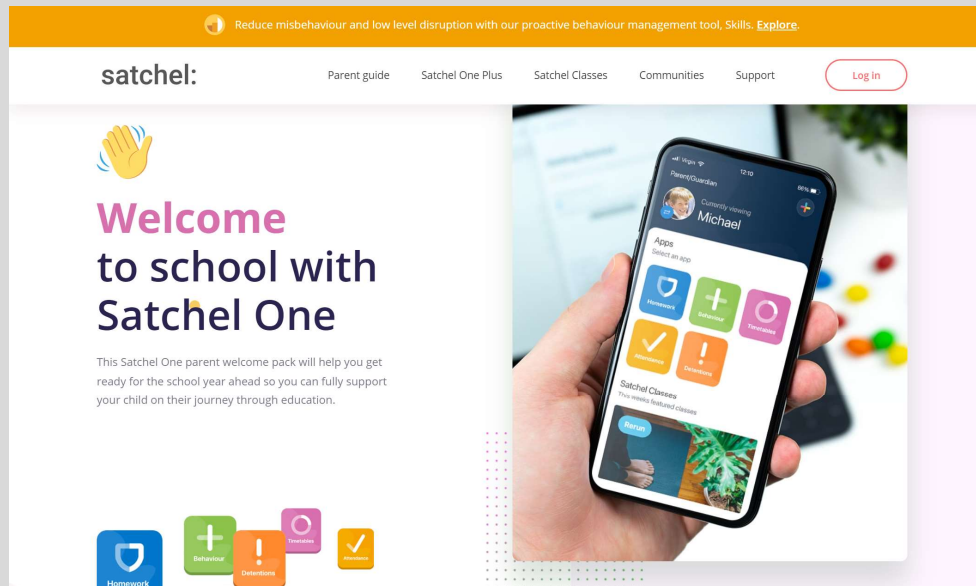 Reduce misbehaviour and low level disruption with our proactive behaviour management tool, Skills. Explore.
satchel:
Parent guide
Satchel One Plus
Satchel Classes
Communities
Support
Log in
Welcome
to school with
Satchel One
This Satchel One parent welcome pack will help you get
ready for the school year ahead so you can fully support
your child on their journey through education.
Virgin
12:10
66%
Parent/Guardian
Currently viewing
Michael
Apps
Select an app
Homework
Behaviour
Timetables
Attendance
Detentions
Satchel Classes
This weeks featured classes
Rerun
Homework
Behaviour
Detentions
Timetables
Attendance